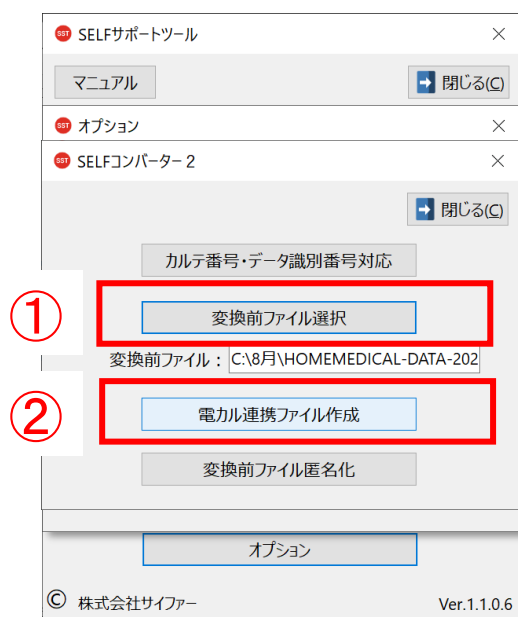 SST SELFサポートツール
マニュアル 閉じる(C)
SST オプション
SST SELFコンバーター2
閉じる(C)
カルテ番号・データ識別番号対応
①
変換前ファイル選択
変換前ファイル： C:\8月\HOMEMEDICAL-DATA-202
②
電カル連携ファイル作成
変換前ファイル匿名化
オプション
© 株式会社サイファー Ver.1.1.0.6